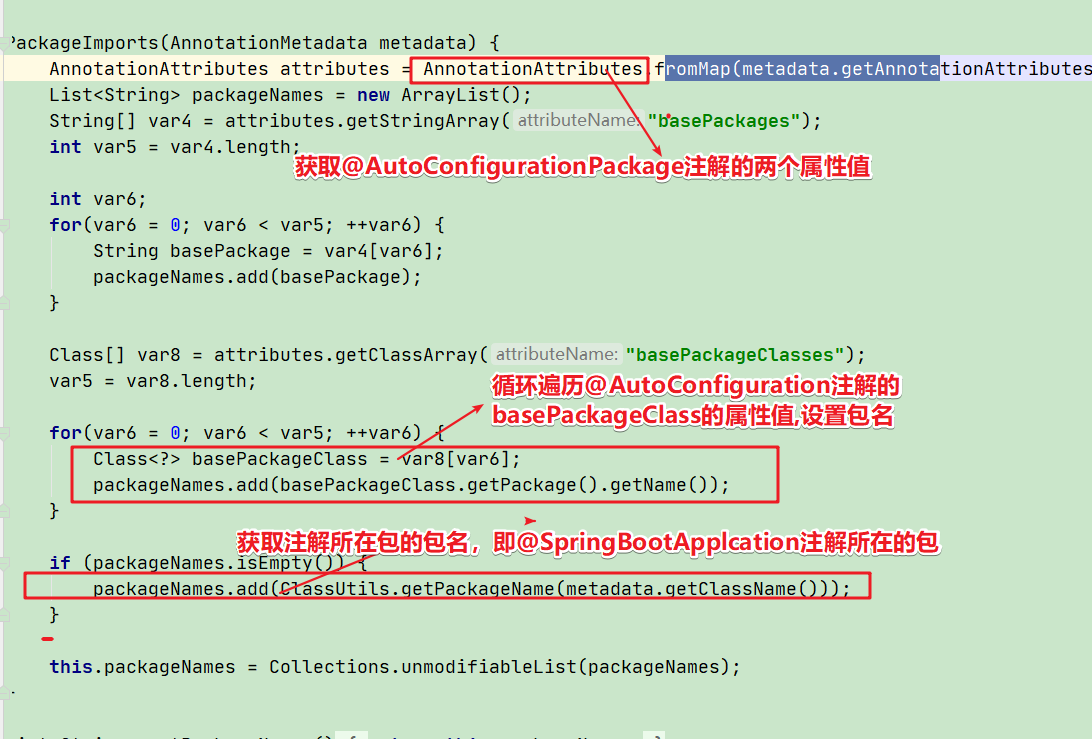 PackageImports(AnnotationMetadata metadata) {
AnnotationAttributes attributes = AnnotationAttributes.fromMap(metadata.getAnnotationAttributes
List<String> packageNames = new ArrayList();
String[] var4 = attributes.getStringArray( attributeName: "basePackages");
int var5 = var4.length;
获取@AutoConfigurationPackage注解的两个属性值
int var6;
for(var6 = 0; var6 < var5; ++var6) {
String basePackage = var4[var6];
packageNames.add(basePackage);
}
Class[] var8 = attributes.getClassArray( attributeName: "basePackageClasses");
var5 = var8.length;
循环遍历@AutoConfiguration注解的
basePackageClass的属性值,设置包名
for(var6 = 0; var6 < var5; ++var6) {
Class<?> basePackageClass = var8[var6];
packageNames.add(basePackageClass.getPackage().getName());
}
获取注解所在包的包名，即@SpringBootApplcation注解所在的包
if (packageNames.isEmpty()) {
packageNames.add(ClassUtils.getPackageName(metadata.getClassName()));
}
this.packageNames = Collections.unmodifiableList(packageNames);